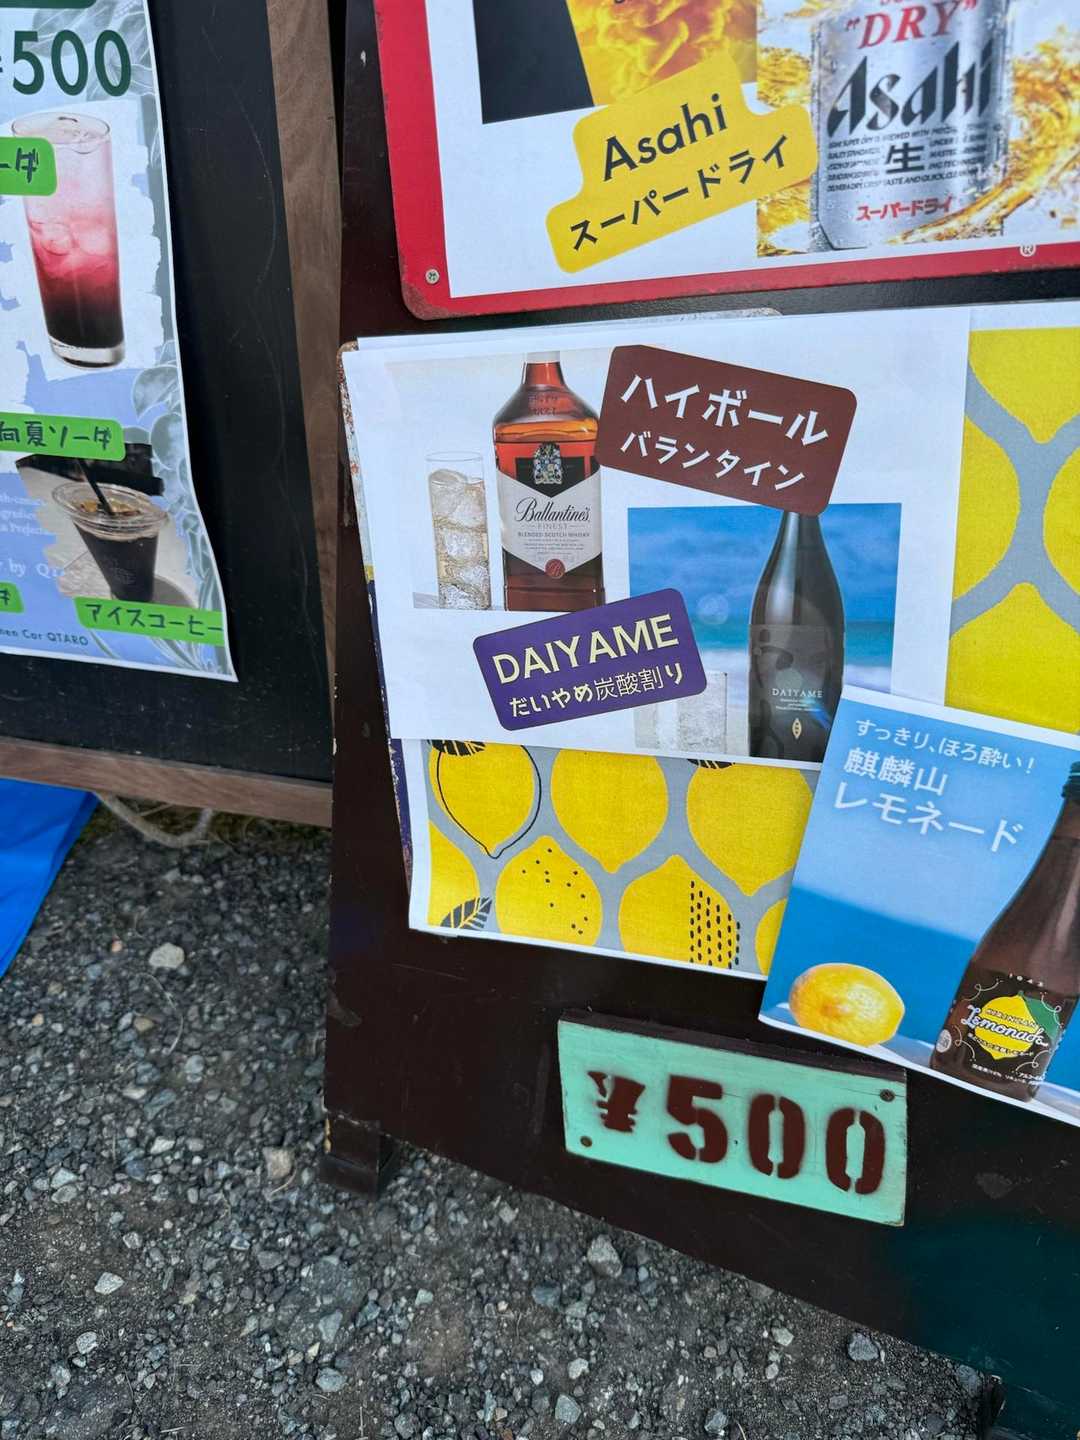 ¥500
ーダ
向夏ソーダ
アイスコーヒー
Car QTARO
"DRY"
Asahi
生
スーパードライ
Asahi
スーパードライ
ハイボール
バランタイン
Ballantine's
FINEST
BLENDED SCOTCH WHISKY
DAIYAME
だいやめ炭酸割り
DAIYAME
すっきり、ほろ酔い！
麒麟山
レモネード
1843
KIRINZAN
Lemonade
¥500